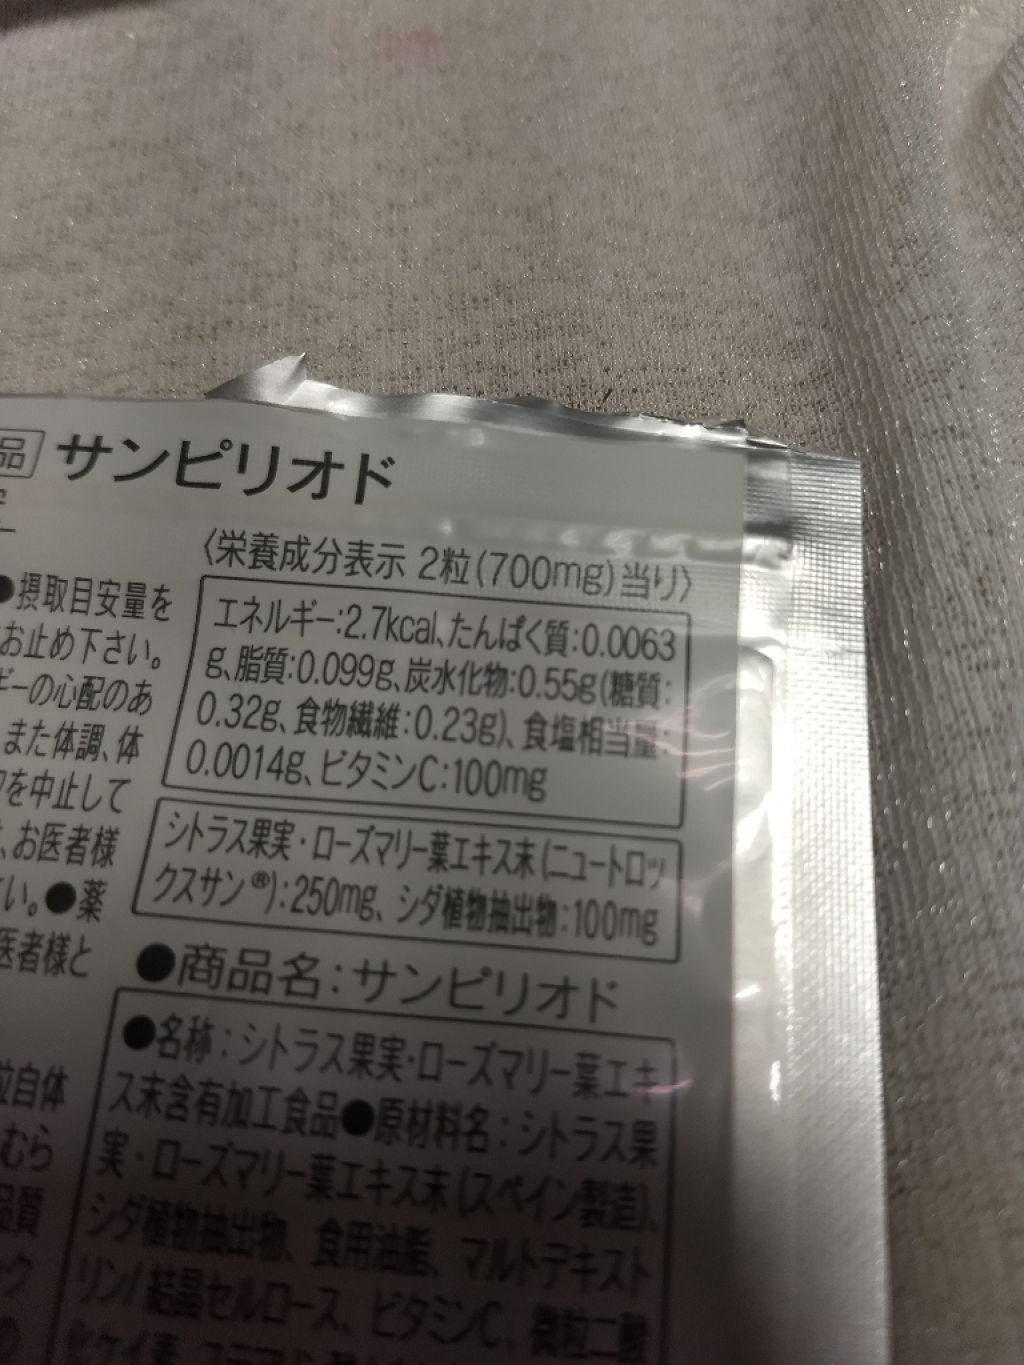 品 サンピリオド
〈栄養成分表示 2粒(700mg)当り〉
エネルギー:2.7kcal、たんぱく質:0.0063
g、脂質:0.099g、炭水化物:0.55g(糖質:
0.32g、食物繊維:0.23g)、食塩相当量:
0.0014g、ビタミンC:100mg
シトラス果実・ローズマリー葉エキス末(ニュートロッ
クスサン®):250mg、シダ植物抽出物:100mg
●商品名:サンピリオド
●名称:シトラス果実・ローズマリー葉エキ
ス末含有加工食品●原材料名:シトラス果
実・ローズマリー葉エキス末(スペイン製造)、
シダ植物抽出物、食用油脂、マルトデキスト
リン/結晶セルロース、ビタミンC、微粒二酸
●摂取目安量を
お止め下さい。
ギーの心配のあ
また体調、体
を中止して
、お医者様
い。●薬
医者様と
粒自体
むら
品質
ック